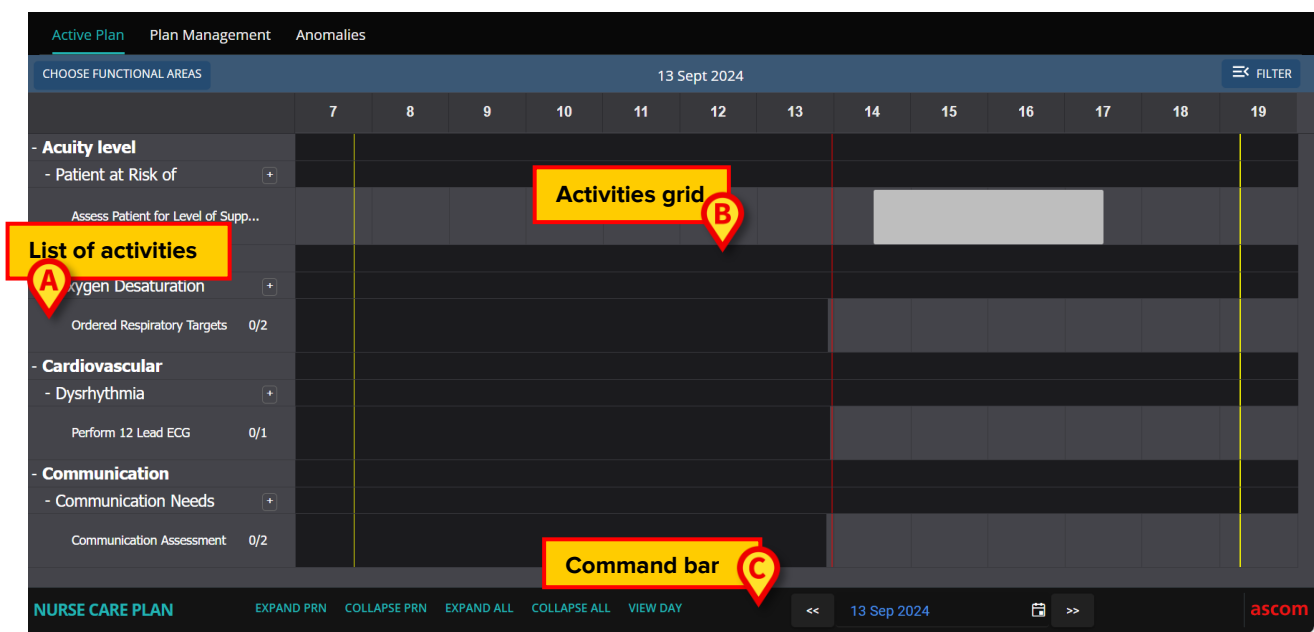 Active Plan Plan Management Anomalies
CHOOSE FUNCTIONAL AREAS 13 Sept 2024 FILTER
7 8 9 10 11 12 13 14 15 16 17 18 19
- Acuity level
- Patient at Risk of +
Activities grid
B
Assess Patient for Level of Supp...
List of activities
A
xygen Desaturation +
Ordered Respiratory Targets 0/2
- Cardiovascular
- Dysrhythmia +
Perform 12 Lead ECG 0/1
- Communication
- Communication Needs +
Communication Assessment 0/2
Command bar
C
NURSE CARE PLAN EXPAND PRN COLLAPSE PRN EXPAND ALL COLLAPSE ALL VIEW DAY << 13 Sep 2024 >> ascom